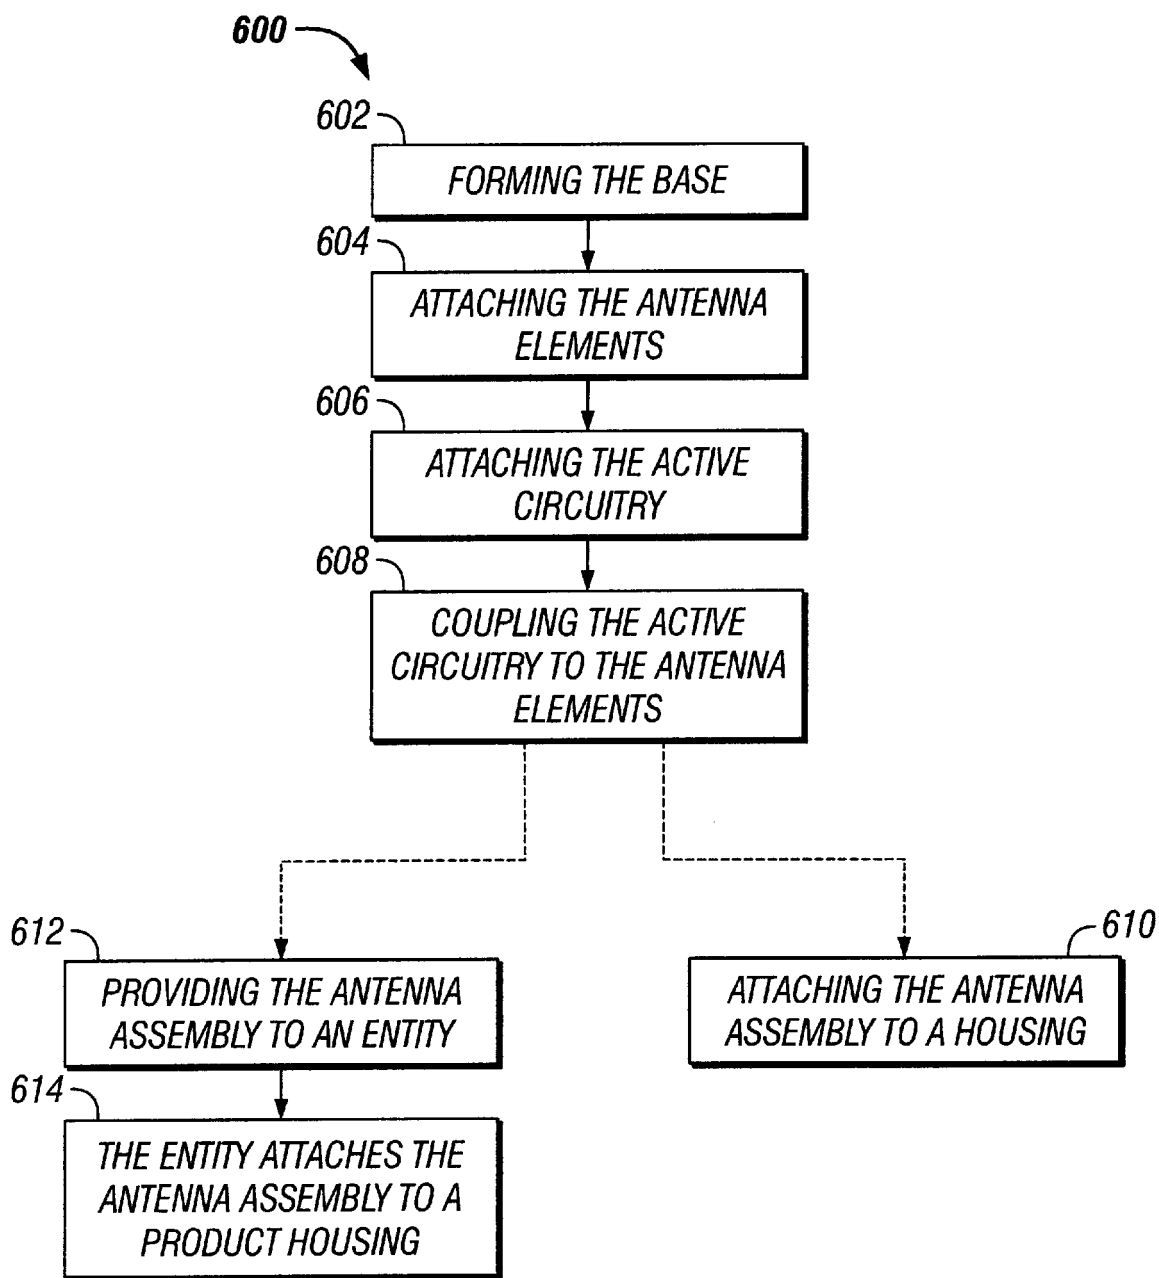 600
602
FORMING THE BASE
604
ATTACHING THE ANTENNA
ELEMENTS
606
ATTACHING THE ACTIVE
CIRCUITRY
608
COUPLING THE ACTIVE
CIRCUITRY TO THE ANTENNA
ELEMENTS
612
PROVIDING THE ANTENNA
ASSEMBLY TO AN ENTITY
610
ATTACHING THE ANTENNA
ASSEMBLY TO A HOUSING
614
THE ENTITY ATTACHES THE
ANTENNA ASSEMBLY TO A
PRODUCT HOUSING